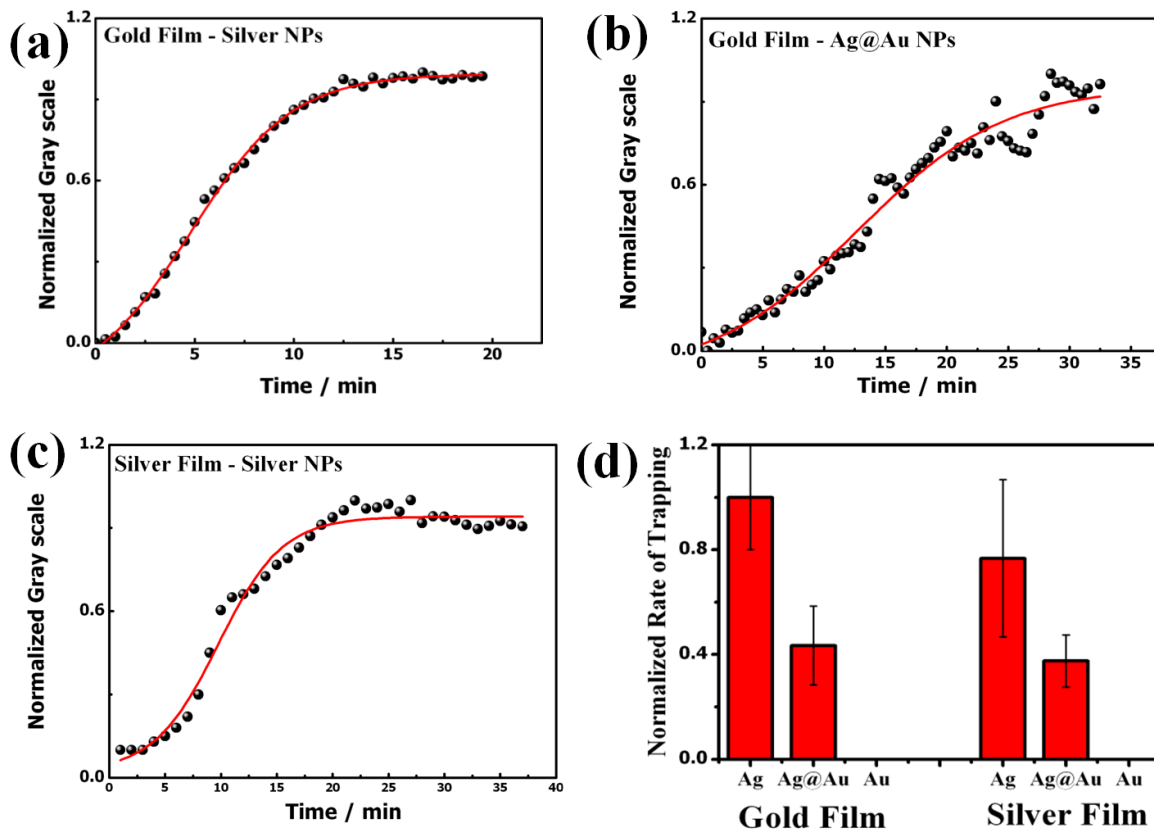 (a)
Gold Film - Silver NPs
Normalized Gray scale
1.2
0.6
0.0
0 5 10 15 20
Time / min
(b)
Gold Film - Ag@Au NPs
Normalized Gray scale
1.2
0.6
0.0
0 5 10 15 20 25 30 35
Time / min
(c)
Silver Film - Silver NPs
Normalized Gray scale
1.2
0.6
0.0
0 5 10 15 20 25 30 35 40
Time / min
(d)
Normalized Rate of Trapping
1.2
0.8
0.4
0.0
Ag Ag@Au Au Ag Ag@Au Au
Gold Film Silver Film